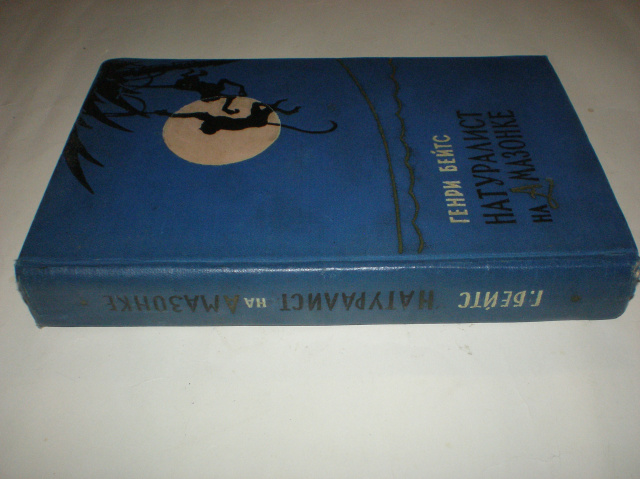 ГЕНРИ БЕЙТС
НАТУРАЛИСТ
НА АМАЗОНКЕ
Г. БЕЙТС НАТУРАЛИСТ НА АМАЗОНКЕ